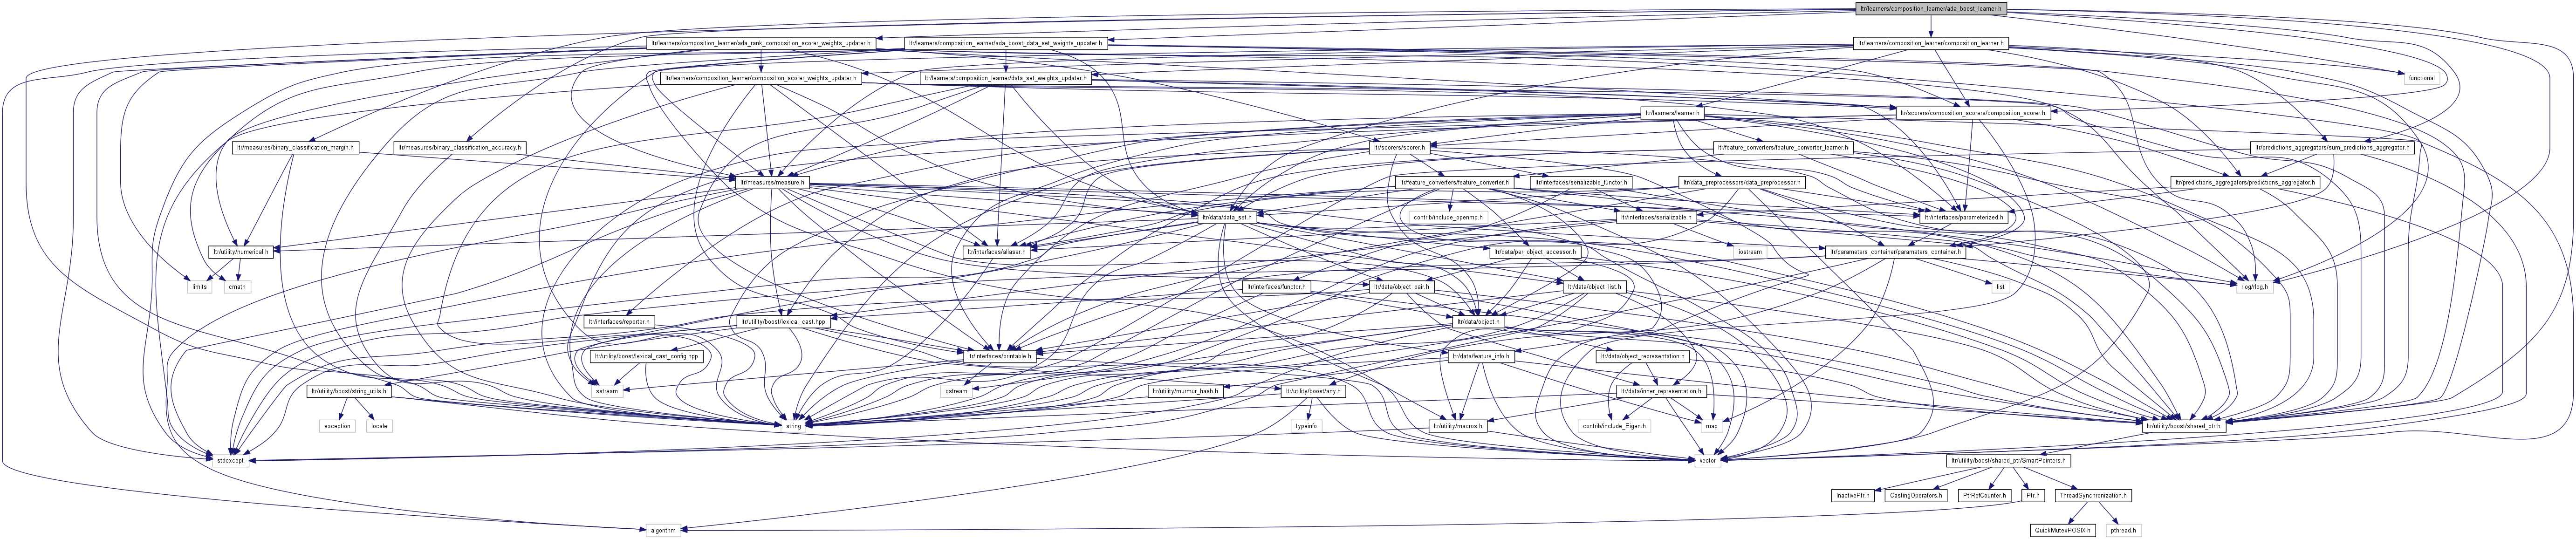 ltr/learners/composition_learner/ada_boost_learner.h
ltr/learners/composition_learner/ada_rank_composition_scorer_weights_updater.h
ltr/learners/composition_learner/ada_boost_data_set_weights_updater.h
ltr/learners/composition_learner/composition_learner.h
ltr/learners/composition_learner/composition_scorer_weights_updater.h
ltr/learners/composition_learner/data_set_weights_updater.h
functional
ltr/learners/learner.h
ltr/scorers/composition_scorers/composition_scorer.h
ltr/measures/binary_classification_margin.h
ltr/measures/binary_classification_accuracy.h
ltr/scorers/scorer.h
ltr/feature_converters/feature_converter_learner.h
ltr/predictions_aggregators/sum_predictions_aggregator.h
ltr/measures/measure.h
ltr/feature_converters/feature_converter.h
ltr/interfaces/serializable_functor.h
ltr/data_preprocessors/data_preprocessor.h
ltr/predictions_aggregators/predictions_aggregator.h
ltr/data/data_set.h
contrib/include_openmp.h
ltr/interfaces/serializable.h
ltr/interfaces/parameterized.h
ltr/utility/numerical.h
ltr/interfaces/aliaser.h
ltr/data/per_object_accessor.h
iostream
ltr/parameters_container/parameters_container.h
limits
cmath
ltr/interfaces/functor.h
ltr/data/object_pair.h
ltr/data/object_list.h
list
rlog/rlog.h
ltr/interfaces/reporter.h
ltr/utility/boost/lexical_cast.hpp
ltr/data/object.h
ltr/utility/boost/lexical_cast_config.hpp
ltr/interfaces/printable.h
ltr/data/feature_info.h
ltr/data/object_representation.h
ltr/utility/boost/string_utils.h
sstream
ostream
ltr/utility/murmur_hash.h
ltr/utility/boost/any.h
ltr/data/inner_representation.h
exception
locale
string
typeinfo
ltr/utility/macros.h
contrib/include_Eigen.h
map
ltr/utility/boost/shared_ptr.h
stdexcept
vector
ltr/utility/boost/shared_ptr/SmartPointers.h
InactivePtr.h
CastingOperators.h
PtrRefCounter.h
Ptr.h
ThreadSynchronization.h
algorithm
QuickMutexPOSIX.h
pthread.h